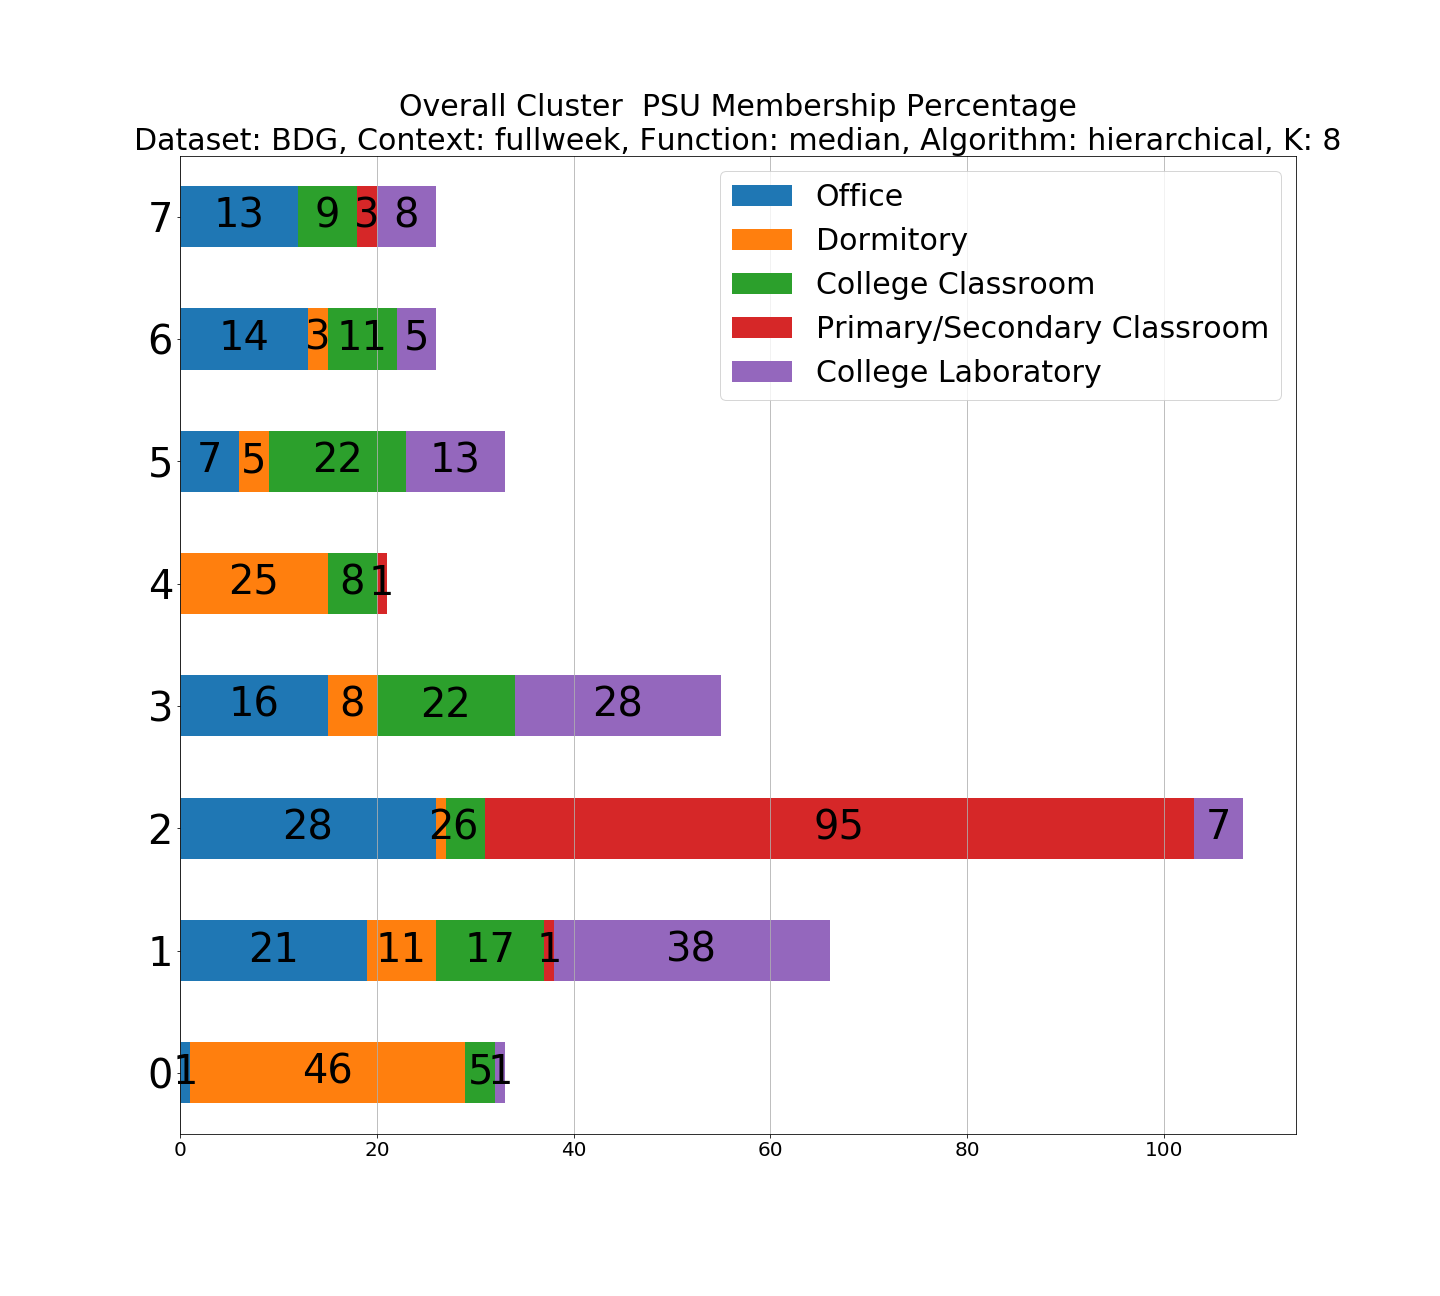 Overall Cluster  PSU Membership Percentage
Dataset: BDG, Context: fullweek, Function: median, Algorithm: hierarchical, K: 8
Office
Dormitory
College Classroom
Primary/Secondary Classroom
College Laboratory
7 13 9 3 8
6 14 3 11 5
5 7 5 22 13
4 25 8 1
3 16 8 22 28
2 28 2 6 95 7
1 21 11 17 1 38
0 1 46 5 1
0 20 40 60 80 100